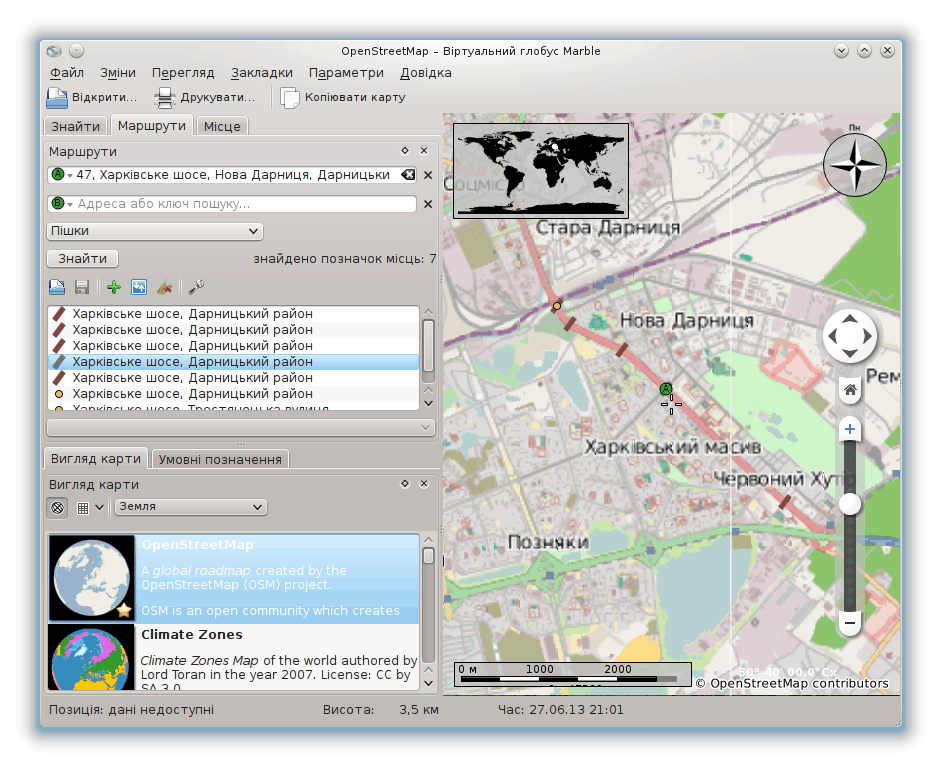 OpenStreetMap – Віртуальний глобус Marble
Файл Зміни Перегляд Закладки Параметри Довідка
Відкрити... Друкувати... Копіювати карту
Знайти Маршрути Місце
Маршрути
A 47, Харківське шосе, Нова Дарниця, Дарницьки
B Адреса або ключ пошуку...
Пішки
Знайти знайдено позначок місць: 7
Харківське шосе, Дарницький район
Харківське шосе, Дарницький район
Харківське шосе, Дарницький район
Харківське шосе, Дарницький район
Харківське шосе, Дарницький район
Харківське шосе, Дарницький район
Харківське шосе, Тростянецька вулиця
Вигляд карти Умовні позначення
Вигляд карти
Земля
OpenStreetMap
A global roadmap created by the
OpenStreetMap (OSM) project.
OSM is an open community which creates
Climate Zones
Climate Zones Map of the world authored by
Lord Toran in the year 2007. License: CC by
SA 3.0
Пн
Соцміс
Стара Дарниця
Нова Дарниця
A
Рем
Харківський масив
Червоний Хут
Позняки
0 м 1000 2000
© OpenStreetMap contributors
Позиція: дані недоступні Висота: 3,5 км Час: 27.06.13 21:01